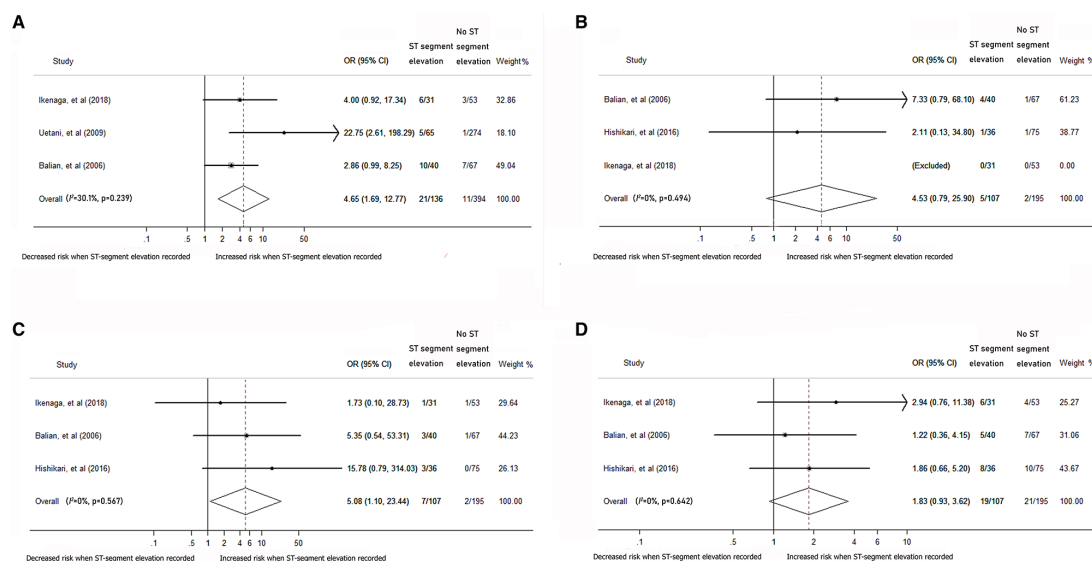 A
No ST
ST segment segment
Study OR (95% CI) elevation elevation Weight%
Ikenaga, et al (2018) 4.00 (0.92, 17.34) 6/31 3/53 32.86
Uetani, et al (2009) 22.75 (2.61, 198.29) 5/65 1/274 18.10
Balian, et al (2006) 2.86 (0.99, 8.25) 10/40 7/67 49.04
Overall (I²=30.1%, p=0.239) 4.65 (1.69, 12.77) 21/136 11/394 100.00
.1 .5 1 2 4 6 10 50
Decreased risk when ST-segment elevation recorded Increased risk when ST-segment elevation recorded
B
No ST
ST segment segment
Study OR (95% CI) elevation elevation Weight %
Balian, et al (2006) 7.33 (0.79, 68.10) 4/40 1/67 61.23
Hishikari, et al (2016) 2.11 (0.13, 34.80) 1/36 1/75 38.77
Ikenaga, et al (2018) (Excluded) 0/31 0/53 0.00
Overall (I²=0%, p=0.494) 4.53 (0.79, 25.90) 5/107 2/195 100.00
.1 .5 1 2 4 6 10 50
Decreased risk when ST-segment elevation recorded Increased risk when ST-segment elevation recorded
C
No ST
ST segment segment
Study OR (95% CI) elevation elevation Weight %
Ikenaga, et al (2018) 1.73 (0.10, 28.73) 1/31 1/53 29.64
Balian, et al (2006) 5.35 (0.54, 53.31) 3/40 1/67 44.23
Hishikari, et al (2016) 15.78 (0.79, 314.03) 3/36 0/75 26.13
Overall (I²=0%, p=0.567) 5.08 (1.10, 23.44) 7/107 2/195 100.00
.1 .5 1 2 4 6 10 50
Decreased risk when ST-segment elevation recorded Increased risk when ST-segment elevation recorded
D
No ST
ST segment segment
Study OR (95% CI) elevation elevation Weight %
Ikenaga, et al (2018) 2.94 (0.76, 11.38) 6/31 4/53 25.27
Balian, et al (2006) 1.22 (0.36, 4.15) 5/40 7/67 31.06
Hishikari, et al (2016) 1.86 (0.66, 5.20) 8/36 10/75 43.67
Overall (I²=0%, p=0.642) 1.83 (0.93, 3.62) 19/107 21/195 100.00
.1 .5 1 2 4 6 10
Decreased risk when ST-segment elevation recorded Increased risk when ST-segment elevation recorded